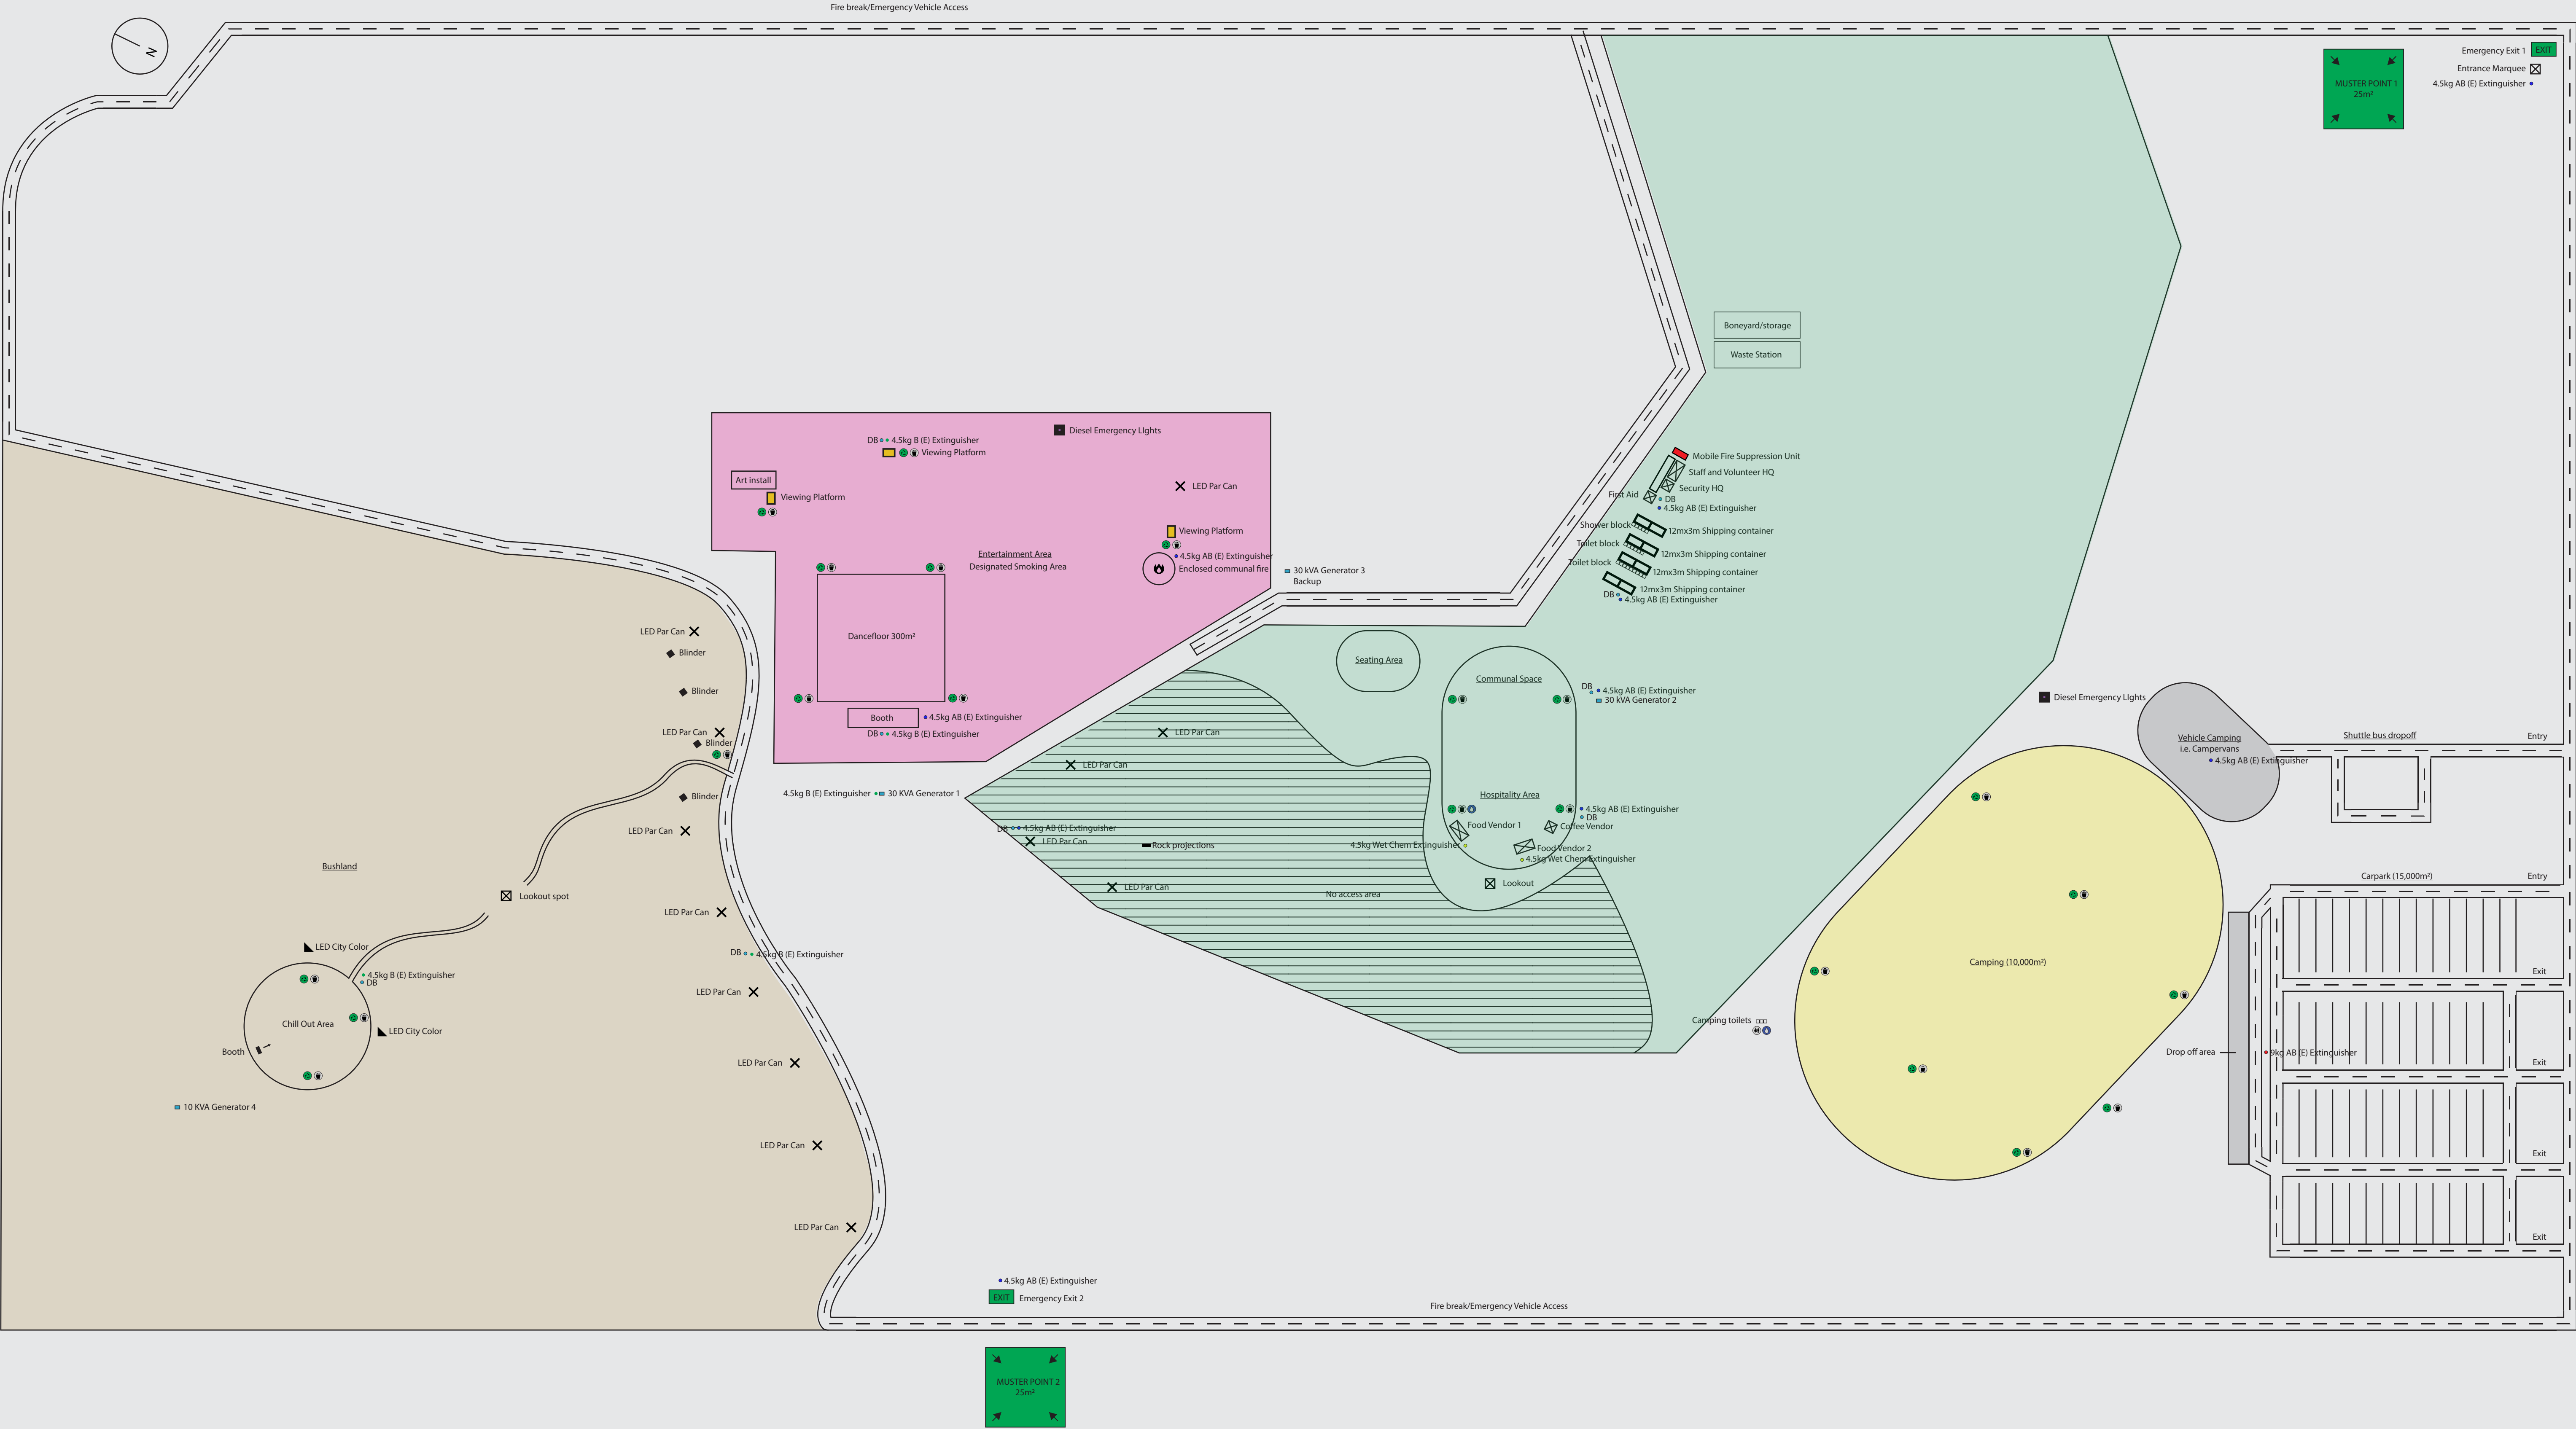 Fire break/Emergency Vehicle Access
N
Emergency Exit 1
EXIT
Entrance Marquee
4.5kg AB (E) Extinguisher
MUSTER POINT 1
25m²
Boneyard/storage
Waste Station
DB
4.5kg B (E) Extinguisher
Viewing Platform
Diesel Emergency LIghts
Art install
Viewing Platform
LED Par Can
Viewing Platform
4.5kg AB (E) Extinguisher
Enclosed communal fire
Entertainment Area
Designated Smoking Area
30 kVA Generator 3
Backup
Dancefloor 300m²
Booth
4.5kg AB (E) Extinguisher
DB
4.5kg B (E) Extinguisher
Mobile Fire Suppression Unit
Staff and Volunteer HQ
Security HQ
First Aid
DB
4.5kg AB (E) Extinguisher
Shower block
12mx3m Shipping container
Toilet block
12mx3m Shipping container
Toilet block
12mx3m Shipping container
12mx3m Shipping container
DB
4.5kg AB (E) Extinguisher
LED Par Can
Blinder
Blinder
LED Par Can
Blinder
Blinder
LED Par Can
Bushland
Lookout spot
LED Par Can
LED City Color
4.5kg B (E) Extinguisher
DB
Chill Out Area
LED City Color
Booth
10 KVA Generator 4
DB
4.5kg B (E) Extinguisher
LED Par Can
LED Par Can
LED Par Can
LED Par Can
4.5kg B (E) Extinguisher
30 KVA Generator 1
Seating Area
Communal Space
DB
4.5kg AB (E) Extinguisher
30 kVA Generator 2
LED Par Can
LED Par Can
DB
4.5kg AB (E) Extinguisher
LED Par Can
Rock projections
LED Par Can
No access area
Hospitality Area
4.5kg AB (E) Extinguisher
DB
Food Vendor 1
Coffee Vendor
4.5kg Wet Chem Extinguisher
Food Vendor 2
4.5kg Wet Chem Extinguisher
Lookout
Diesel Emergency LIghts
Vehicle Camping
i.e. Campervans
4.5kg AB (E) Extinguisher
Shuttle bus dropoff
Entry
Carpark (15,000m²)
Entry
Camping (10,000m²)
Camping toilets
Exit
Drop off area
9kg AB (E) Extinguisher
Exit
Exit
Exit
4.5kg AB (E) Extinguisher
EXIT
Emergency Exit 2
Fire break/Emergency Vehicle Access
MUSTER POINT 2
25m²